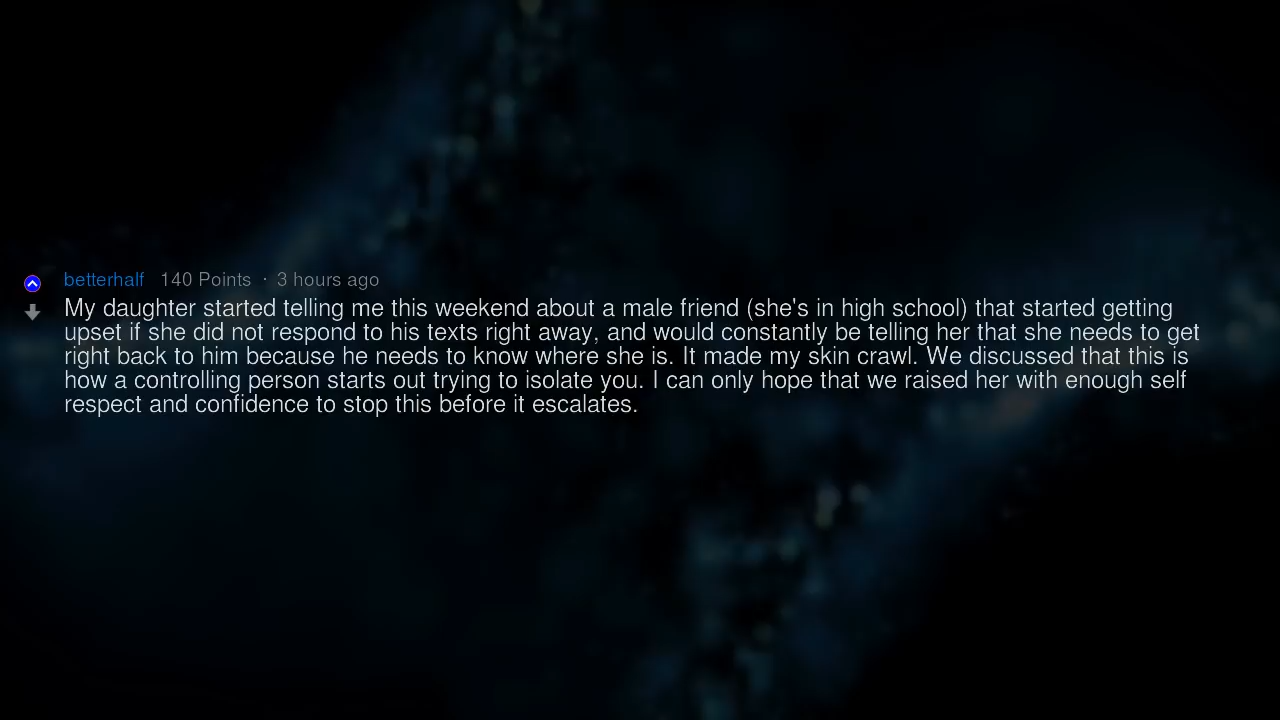 betterhalf 140 Points · 3 hours ago
My daughter started telling me this weekend about a male friend (she's in high school) that started getting
upset if she did not respond to his texts right away, and would constantly be telling her that she needs to get
right back to him because he needs to know where she is. It made my skin crawl. We discussed that this is
how a controlling person starts out trying to isolate you. I can only hope that we raised her with enough self
respect and confidence to stop this before it escalates.